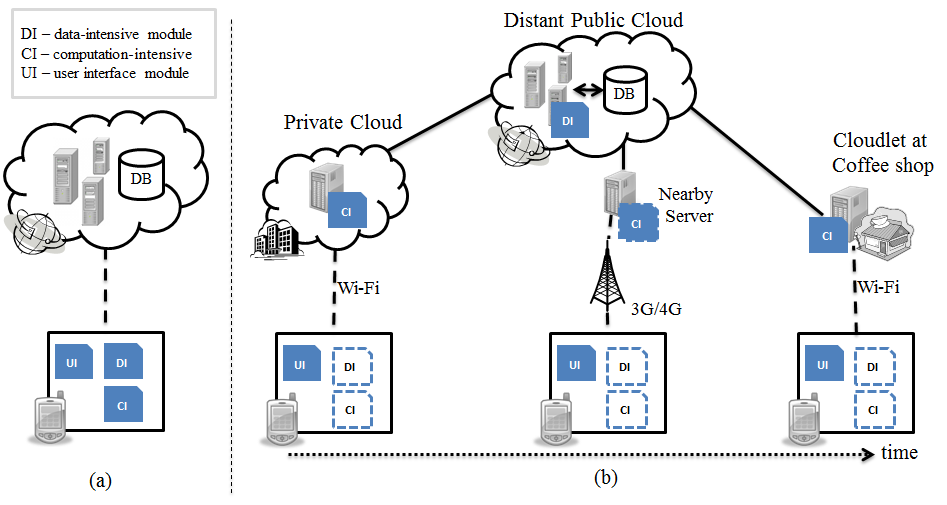 DI – data-intensive module
CI – computation-intensive
UI – user interface module
DB
UI
DI
CI
(a)
Distant Public Cloud
DB
DI
Private Cloud
CI
Nearby
Server
CI
Cloudlet at
Coffee shop
CI
Wi-Fi
3G/4G
Wi-Fi
UI
DI
CI
UI
DI
CI
UI
DI
CI
time
(b)